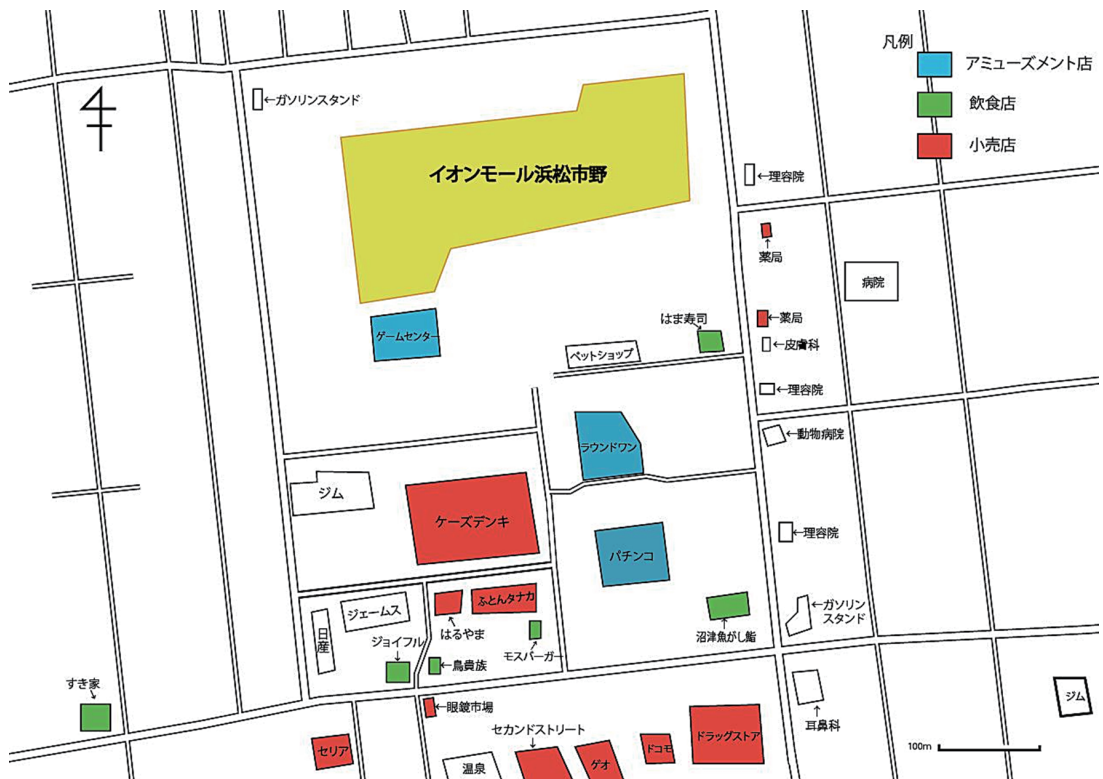 凡例
アミューズメント店
飲食店
小売店
←ガソリンスタンド
イオンモール浜松市野
←理容院
↑
薬局
病院
ゲームセンター
はま寿司
←薬局
←皮膚科
ペットショップ
←理容院
←動物病院
ラウンドワン
ジム
ケーズデンキ
パチンコ
←理容院
ジェームス
ふとんタナカ
はるやま
日産
ジョイフル
モスバーガー
←鳥貴族
沼津魚がし鮨
←ガソリン
スタンド
すき家
←眼鏡市場
耳鼻科
ジム
セリア
セカンドストリート
温泉
ゲオ
ドコモ
ドラッグストア
100m